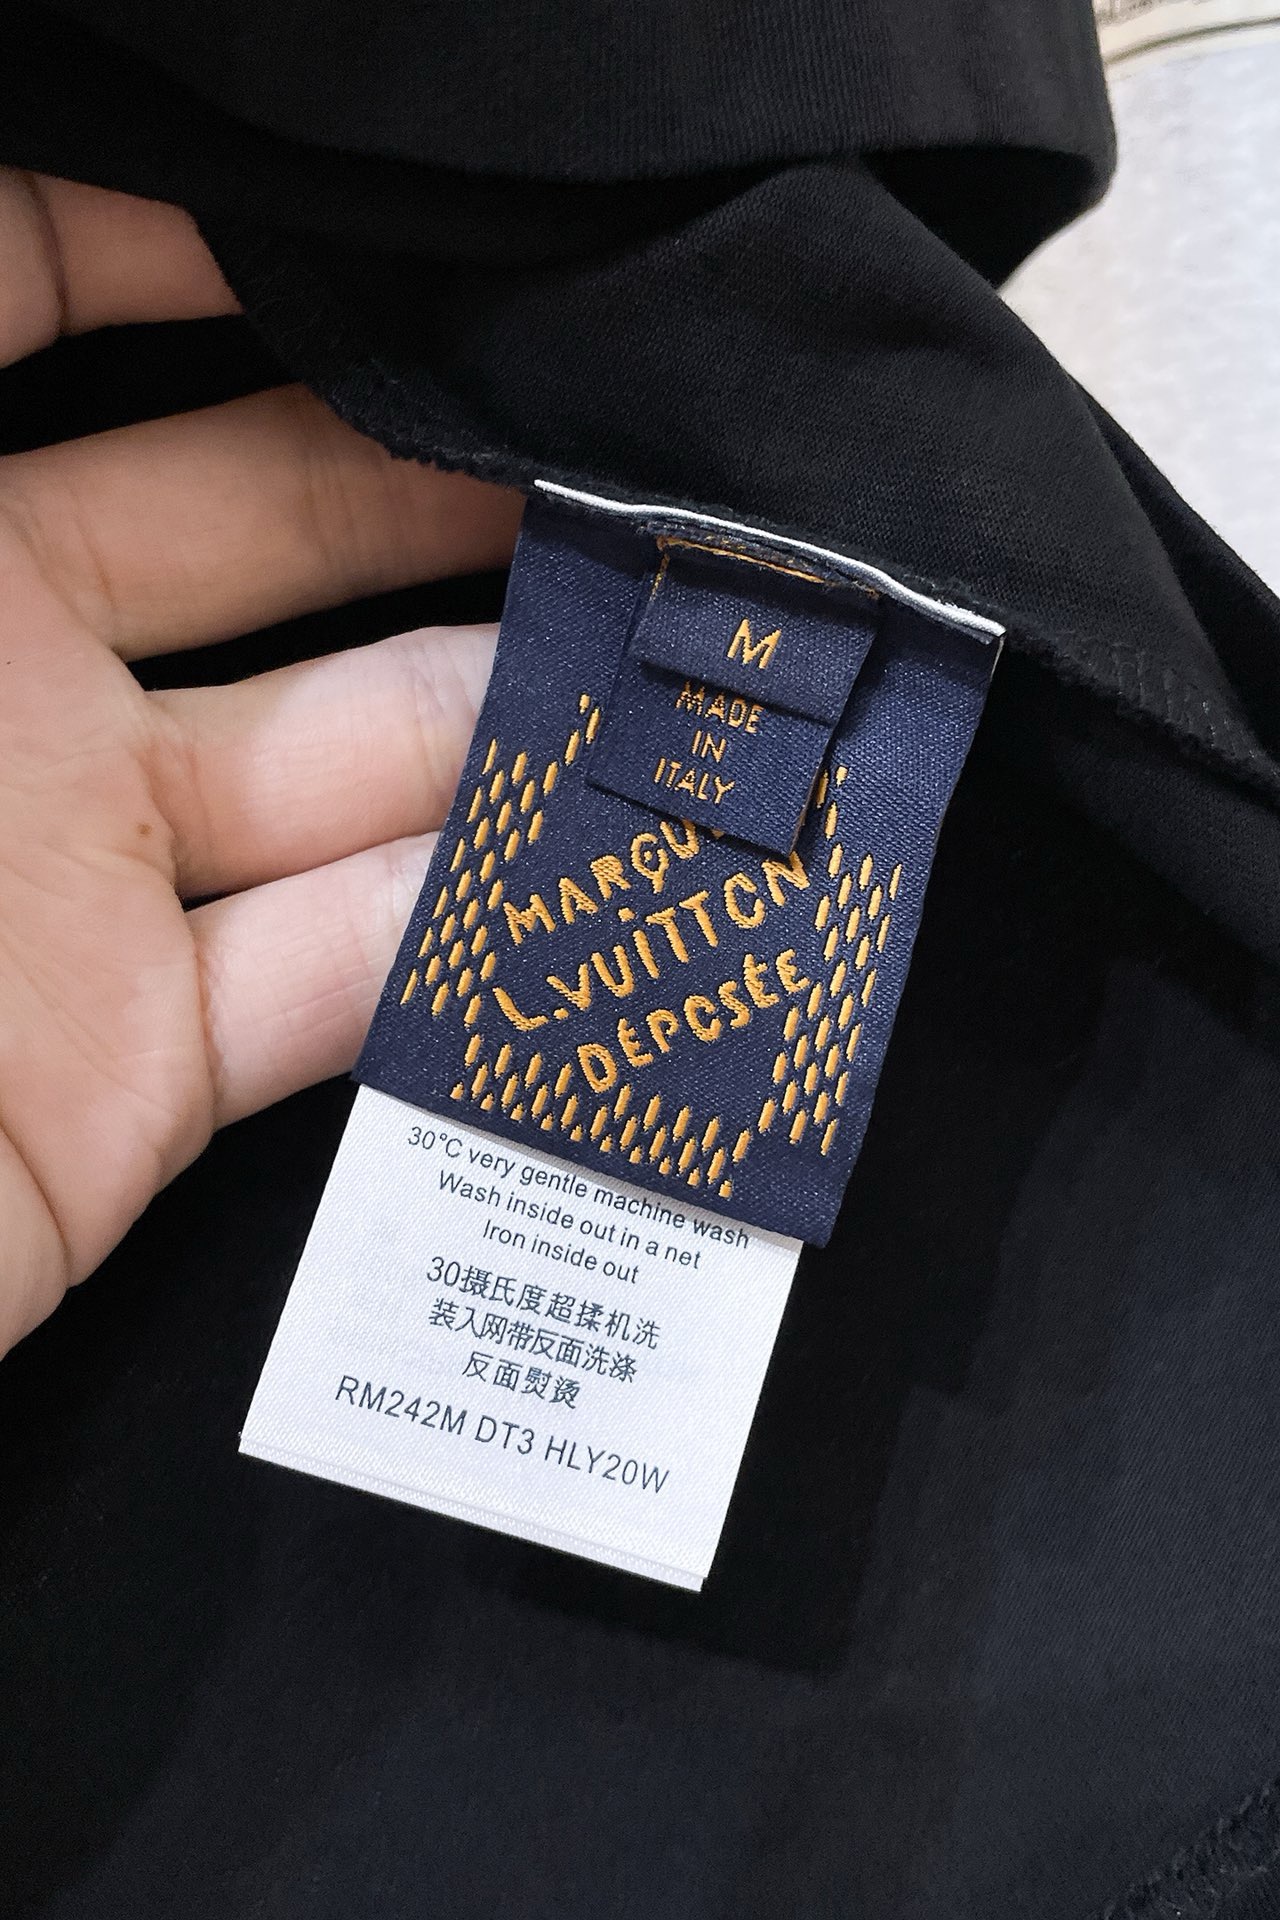 M
MADE
IN
ITALY
L.VUITTON
DÉPOSÉE
30°C very gentle machine wash
Wash inside out in a net
Iron inside out
30摄氏度超揉机洗
装入网带反面洗涤
反面熨烫
RM242M DT3 HLY20W